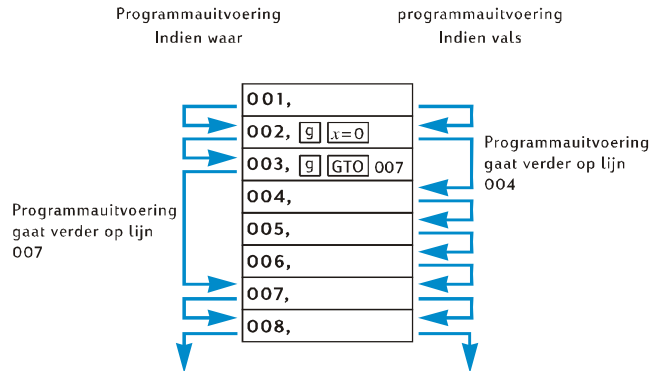 Programmauitvoering
Indien waar
programmauitvoering
Indien vals
001,
002, g x=0
003, g GTO 007
004,
005,
006,
007,
008,
Programmauitvoering
gaat verder op lijn
004
Programmauitvoering
gaat verder op lijn
007